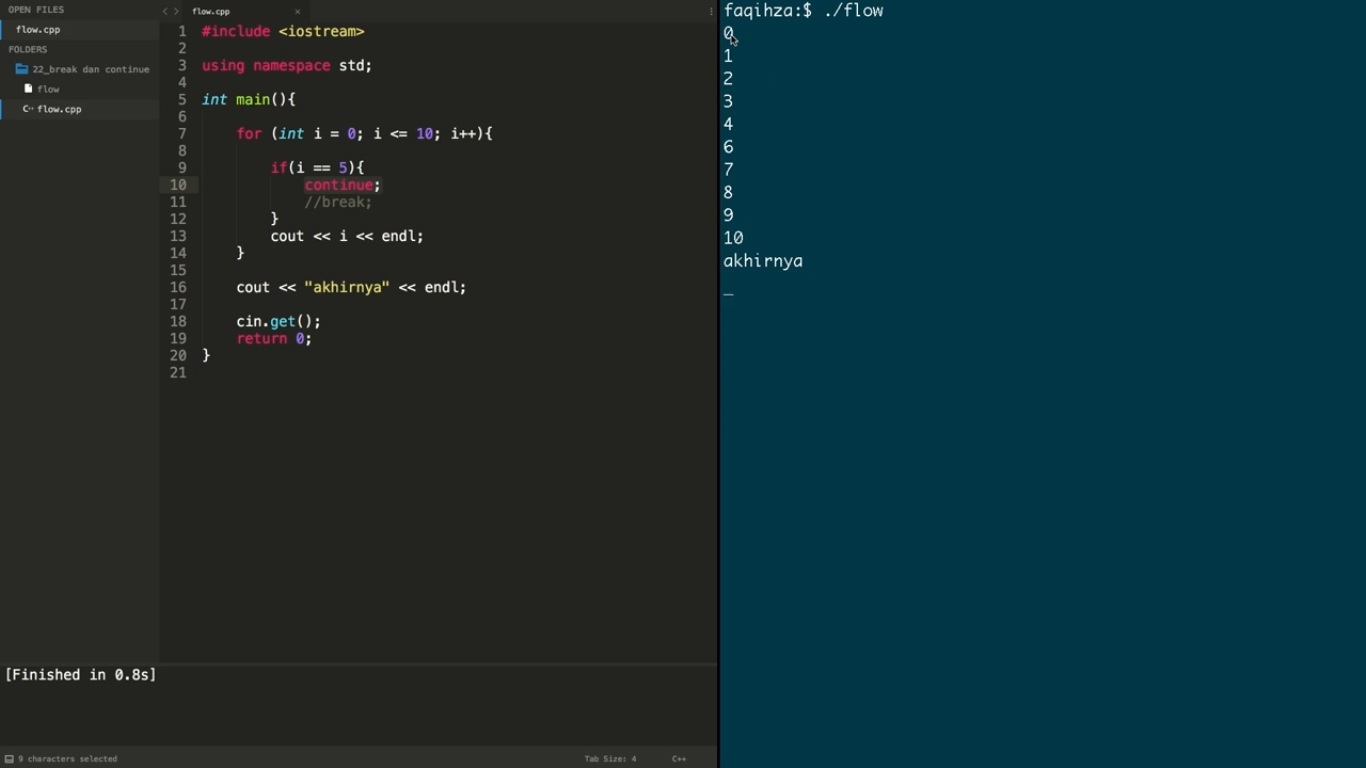 OPEN FILES
flow.cpp
FOLDERS
22_break dan continue
flow
C++ flow.cpp
flow.cpp
1 #include <iostream>
2
3 using namespace std;
4
5 int main(){
6
7 for (int i = 0; i <= 10; i++){
8
9 if(i == 5){
10 continue;
11 //break;
12 }
13 cout << i << endl;
14 }
15
16 cout << "akhirnya" << endl;
17
18 cin.get();
19 return 0;
20 }
21
[Finished in 0.8s]
9 characters selected
Tab Size: 4
C++
faqihza:$ ./flow
0
1
2
3
4
6
7
8
9
10
akhirnya
_